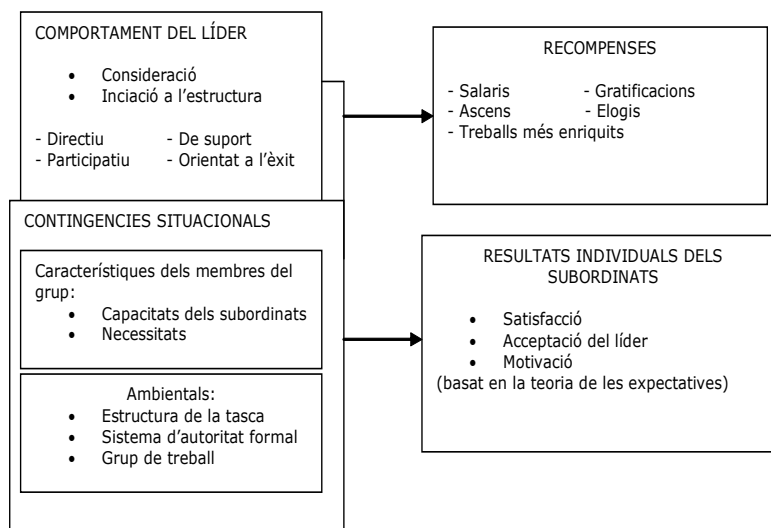 COMPORTAMENT DEL LÍDER
• Consideració
• Inciació a l'estructura
- Directiu - De suport
- Participatiu - Orientat a l'èxit
RECOMPENSES
- Salaris - Gratificacions
- Ascens - Elogis
- Treballs més enriquits
CONTINGENCIES SITUACIONALS
Característiques dels membres del
grup:
• Capacitats dels subordinats
• Necessitats
Ambientals:
• Estructura de la tasca
• Sistema d'autoritat formal
• Grup de treball
RESULTATS INDIVIDUALS DELS
SUBORDINATS
• Satisfacció
• Acceptació del líder
• Motivació
(basat en la teoria de les expectatives)